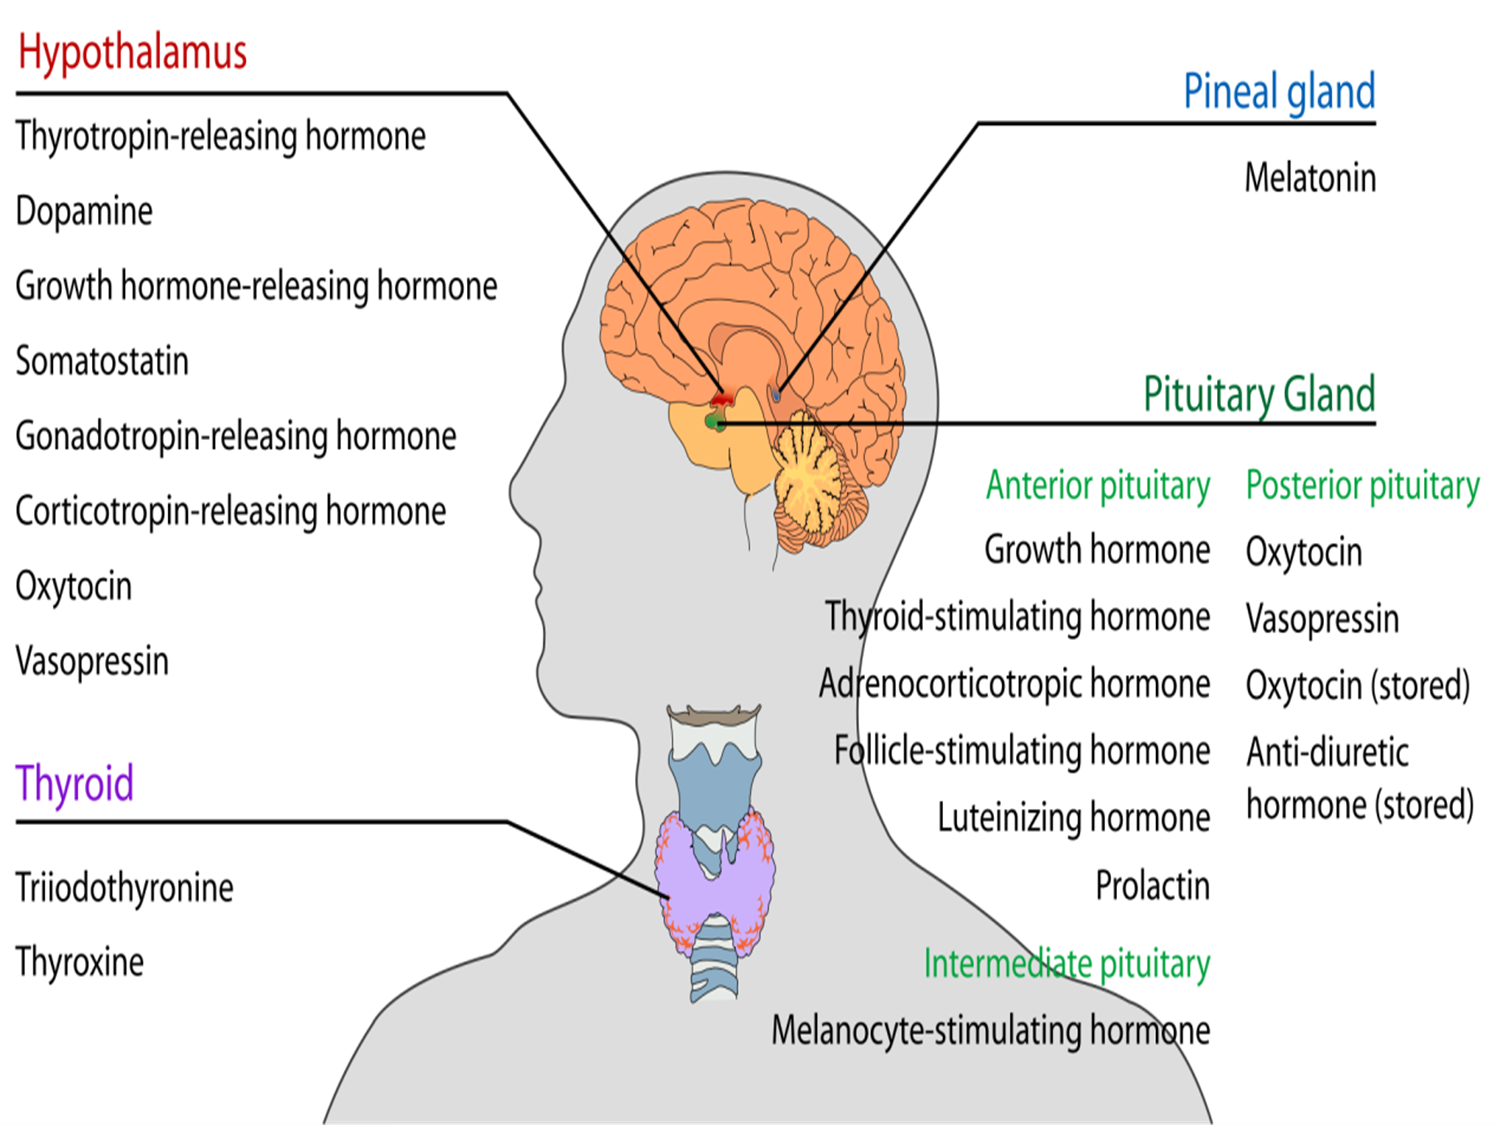 Hypothalamus
Thyrotropin-releasing hormone
Dopamine
Growth hormone-releasing hormone
Somatostatin
Gonadotropin-releasing hormone
Corticotropin-releasing hormone
Oxytocin
Vasopressin
Thyroid
Triiodothyronine
Thyroxine
Pineal gland
Melatonin
Pituitary Gland
Anterior pituitary
Growth hormone
Thyroid-stimulating hormone
Adrenocorticotropic hormone
Follicle-stimulating hormone
Luteinizing hormone
Prolactin
Intermediate pituitary
Melanocyte-stimulating hormone
Posterior pituitary
Oxytocin
Vasopressin
Oxytocin (stored)
Anti-diuretic
hormone (stored)